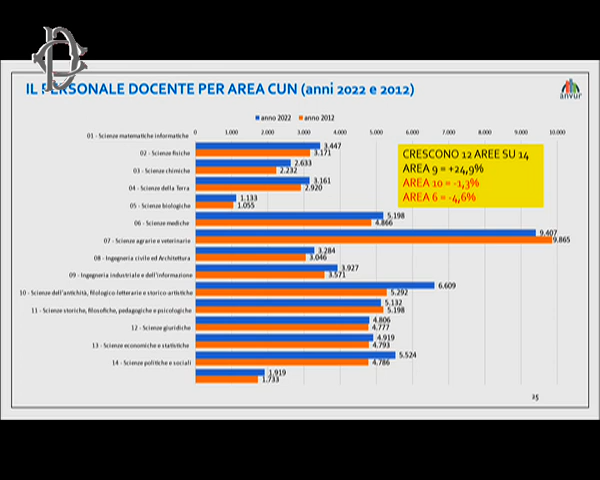 IL PERSONALE DOCENTE PER AREA CUN (anni 2022 e 2012)
anvur
anno 2022 anno 2012
0 1.000 2.000 3.000 4.000 5.000 6.000 7.000 8.000 9.000 10.000
01 - Scienze matematiche informatiche
3.447
02 - Scienze fisiche
3.171
2.633
03 - Scienze chimiche
2.232
3.161
04 - Scienze della Terra
2.920
1.133
05 - Scienze biologiche
1.055
5.198
06 - Scienze mediche
4.866
9.407
07 - Scienze agrarie e veterinarie
9.865
3.284
08 - Ingegneria civile ed Architettura
3.046
3.927
09 - Ingegneria industriale e dell'informazione
3.571
6.609
10 - Scienze dell'antichità, filologico-letterarie e storico-artistiche
5.292
5.132
11 - Scienze storiche, filosofiche, pedagogiche e psicologiche
5.198
4.806
12 - Scienze giuridiche
4.777
4.919
13 - Scienze economiche e statistiche
4.793
5.524
14 - Scienze politiche e sociali
4.786
1.919
1.733
CRESCONO 12 AREE SU 14
AREA 9 = +24,9%
AREA 10 = -1,3%
AREA 6 = -4,6%
25